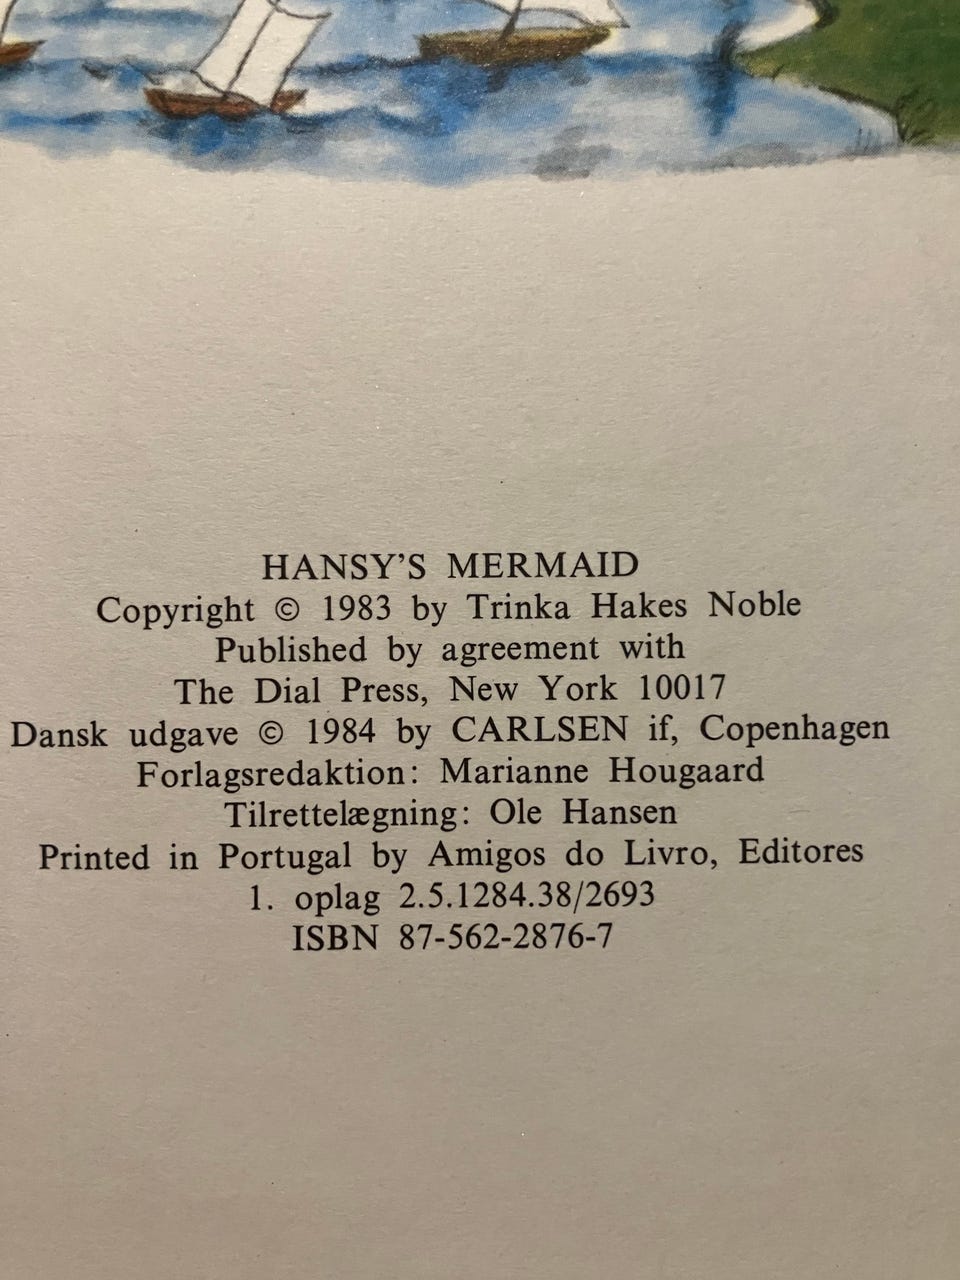 HANSY'S MERMAID
Copyright © 1983 by Trinka Hakes Noble
Published by agreement with
The Dial Press, New York 10017
Dansk udgave © 1984 by CARLSEN if, Copenhagen
Forlagsredaktion: Marianne Hougaard
Tilrettelægning: Ole Hansen
Printed in Portugal by Amigos do Livro, Editores
1. oplag 2.5.1284.38/2693
ISBN 87-562-2876-7